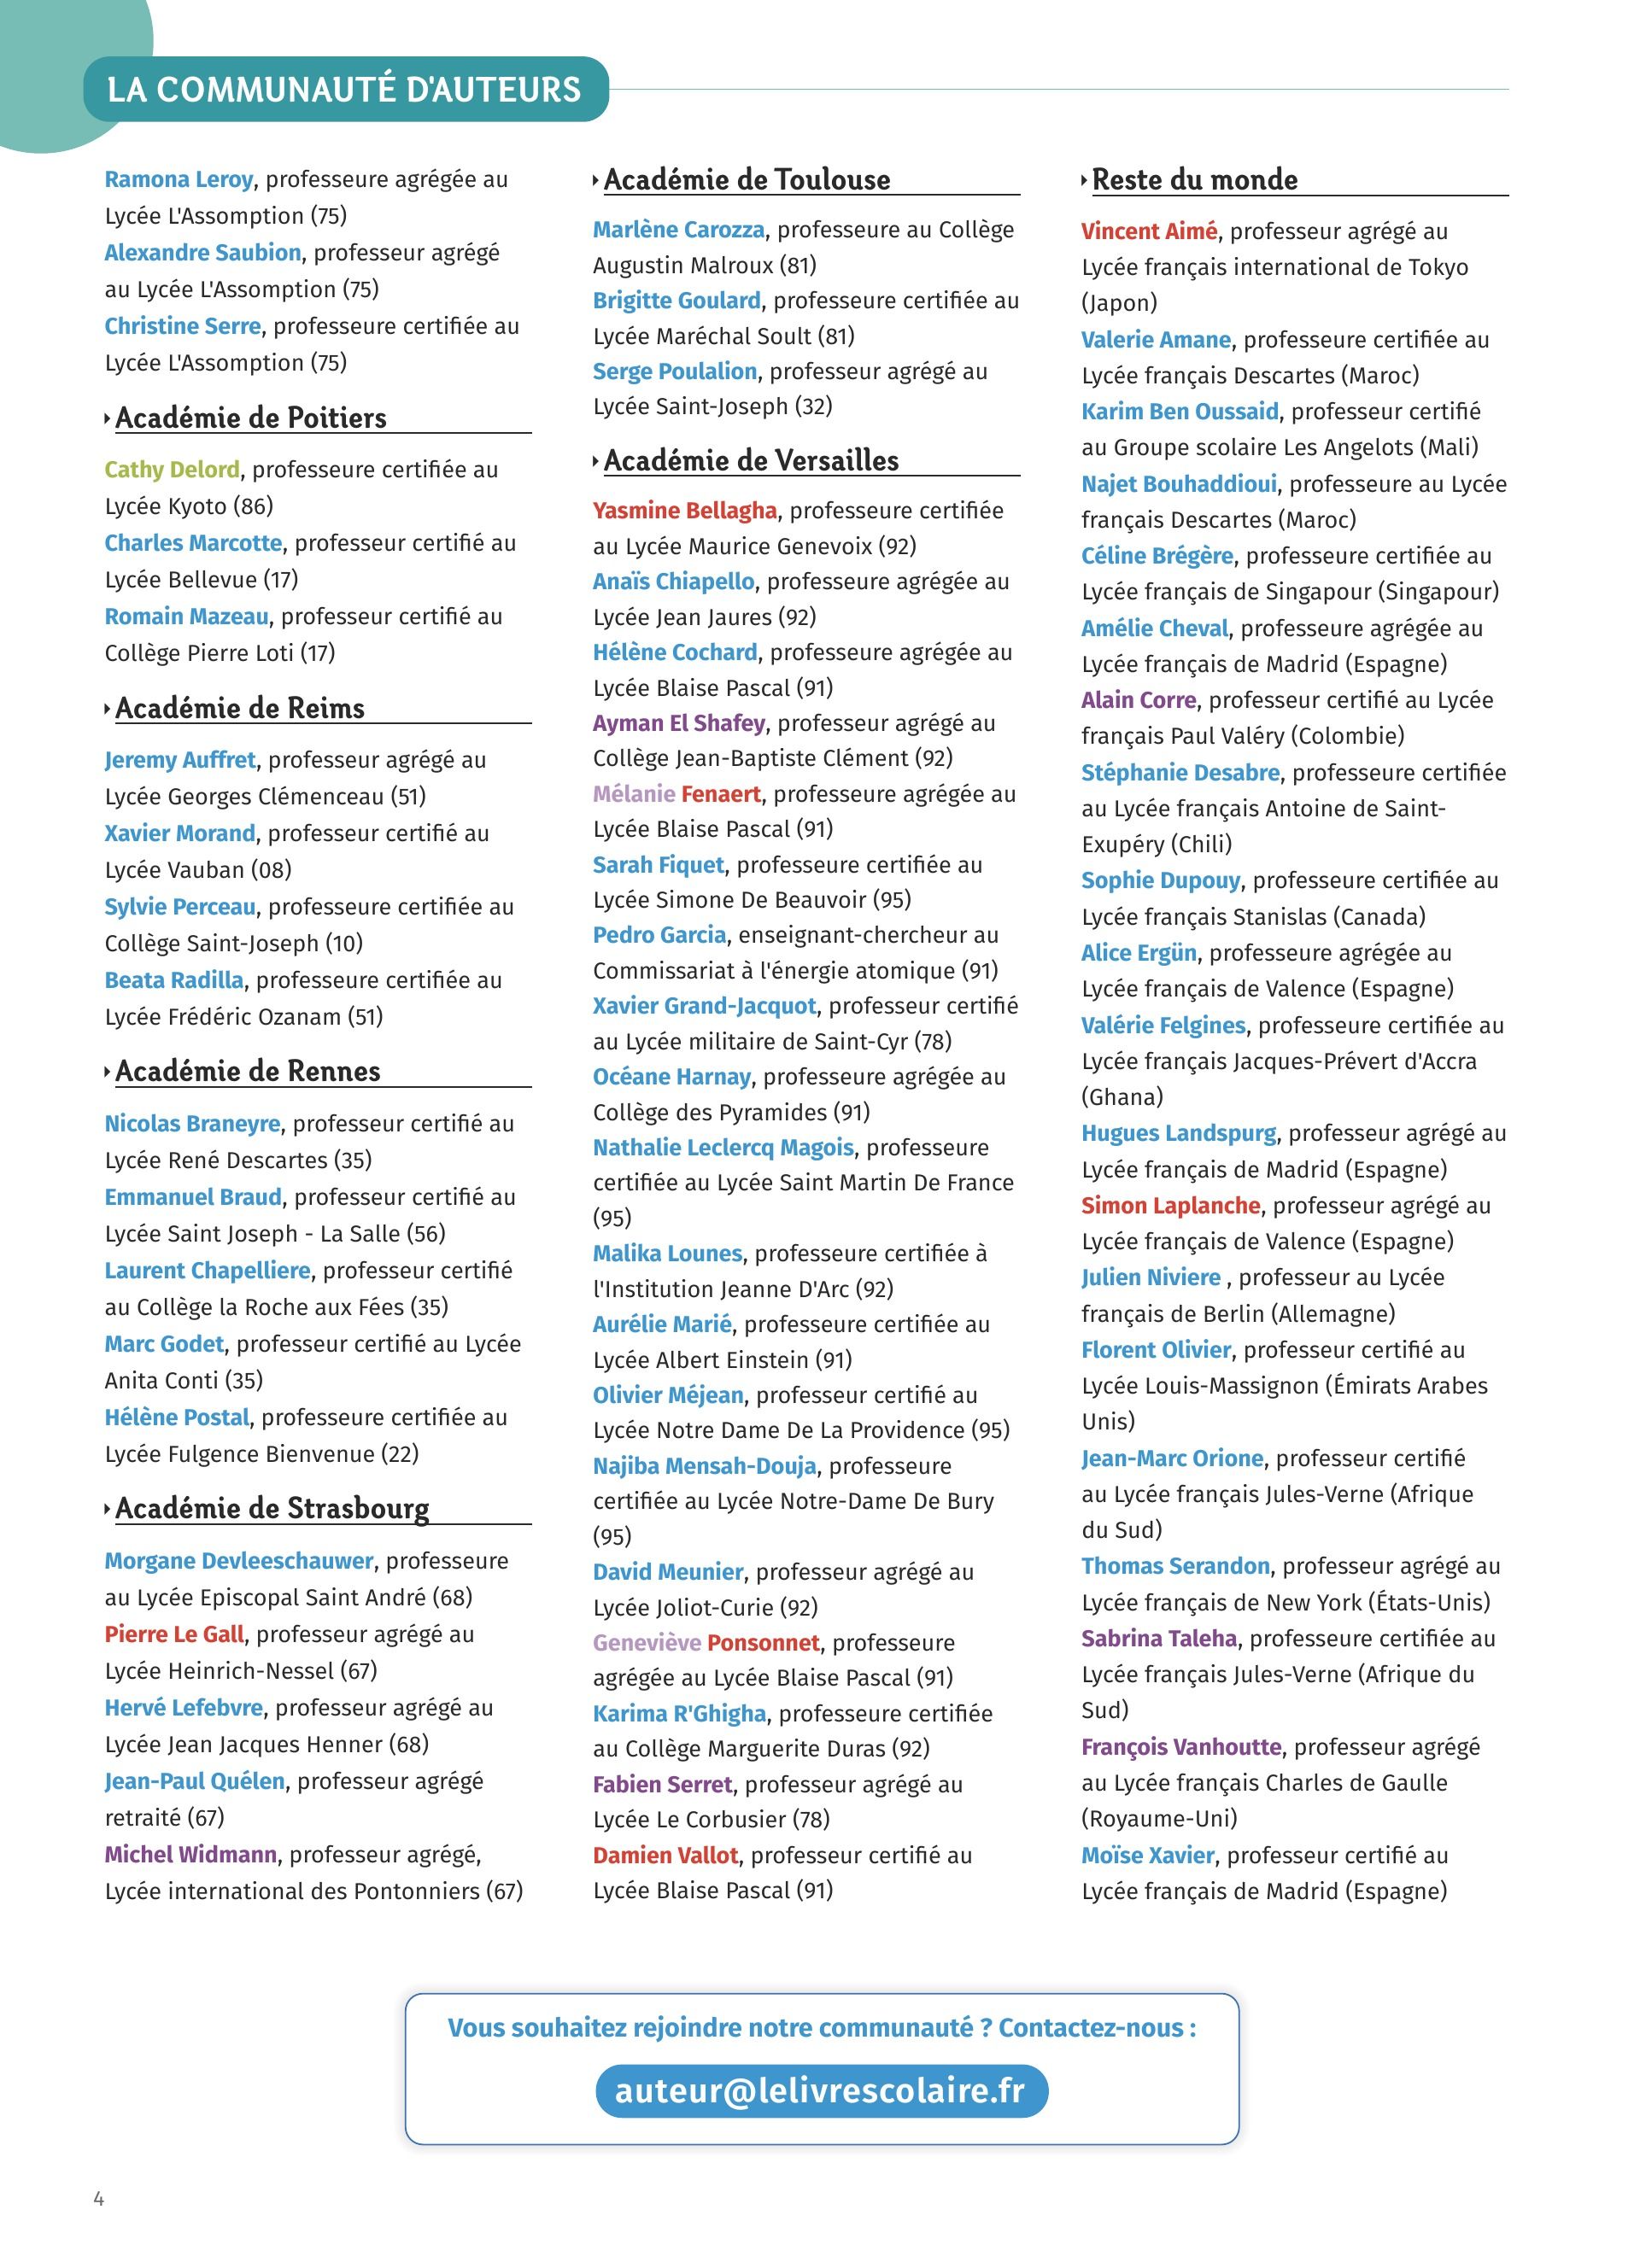 LA COMMUNAUTÉ D'AUTEURS
Ramona Leroy, professeure agrégée au
Lycée L'Assomption (75)
Alexandre Saubion, professeur agrégé
au Lycée L'Assomption (75)
Christine Serre, professeure certifiée au
Lycée L'Assomption (75)
Académie de Poitiers
Cathy Delord, professeure certifiée au
Lycée Kyoto (86)
Charles Marcotte, professeur certifié au
Lycée Bellevue (17)
Romain Mazeau, professeur certifié au
Collège Pierre Loti (17)
Académie de Reims
Jeremy Auffret, professeur agrégé au
Lycée Georges Clémenceau (51)
Xavier Morand, professeur certifié au
Lycée Vauban (08)
Sylvie Perceau, professeure certifiée au
Collège Saint-Joseph (10)
Beata Radilla, professeure certifiée au
Lycée Frédéric Ozanam (51)
Académie de Rennes
Nicolas Braneyre, professeur certifié au
Lycée René Descartes (35)
Emmanuel Braud, professeur certifié au
Lycée Saint Joseph - La Salle (56)
Laurent Chapelliere, professeur certifié
au Collège la Roche aux Fées (35)
Marc Godet, professeur certifié au Lycée
Anita Conti (35)
Hélène Postal, professeure certifiée au
Lycée Fulgence Bienvenue (22)
Académie de Strasbourg
Morgane Devleeschauwer, professeure
au Lycée Episcopal Saint André (68)
Pierre Le Gall, professeur agrégé au
Lycée Heinrich-Nessel (67)
Hervé Lefebvre, professeur agrégé au
Lycée Jean Jacques Henner (68)
Jean-Paul Quélen, professeur agrégé
retraité (67)
Michel Widmann, professeur agrégé,
Lycée international des Pontonniers (67)
Académie de Toulouse
Marlène Carozza, professeure au Collège
Augustin Malroux (81)
Brigitte Goulard, professeure certifiée au
Lycée Maréchal Soult (81)
Serge Poulalion, professeur agrégé au
Lycée Saint-Joseph (32)
Académie de Versailles
Yasmine Bellagha, professeure certifiée
au Lycée Maurice Genevoix (92)
Anaïs Chiapello, professeure agrégée au
Lycée Jean Jaures (92)
Hélène Cochard, professeure agrégée au
Lycée Blaise Pascal (91)
Ayman El Shafey, professeur agrégé au
Collège Jean-Baptiste Clément (92)
Mélanie Fenaert, professeure agrégée au
Lycée Blaise Pascal (91)
Sarah Fiquet, professeure certifiée au
Lycée Simone De Beauvoir (95)
Pedro Garcia, enseignant-chercheur au
Commissariat à l'énergie atomique (91)
Xavier Grand-Jacquot, professeur certifié
au Lycée militaire de Saint-Cyr (78)
Océane Harnay, professeure agrégée au
Collège des Pyramides (91)
Nathalie Leclercq Magois, professeure
certifiée au Lycée Saint Martin De France
(95)
Malika Lounes, professeure certifiée à
l'Institution Jeanne D'Arc (92)
Aurélie Marié, professeure certifiée au
Lycée Albert Einstein (91)
Olivier Méjean, professeur certifié au
Lycée Notre Dame De La Providence (95)
Najiba Mensah-Douja, professeure
certifiée au Lycée Notre-Dame De Bury
(95)
David Meunier, professeur agrégé au
Lycée Joliot-Curie (92)
Geneviève Ponsonnet, professeure
agrégée au Lycée Blaise Pascal (91)
Karima R'Ghigha, professeure certifiée
au Collège Marguerite Duras (92)
Fabien Serret, professeur agrégé au
Lycée Le Corbusier (78)
Damien Vallot, professeur certifié au
Lycée Blaise Pascal (91)
Reste du monde
Vincent Aimé, professeur agrégé au
Lycée français international de Tokyo
(Japon)
Valerie Amane, professeure certifiée au
Lycée français Descartes (Maroc)
Karim Ben Oussaid, professeur certifié
au Groupe scolaire Les Angelots (Mali)
Najet Bouhaddioui, professeure au Lycée
français Descartes (Maroc)
Céline Brégère, professeure certifiée au
Lycée français de Singapour (Singapour)
Amélie Cheval, professeure agrégée au
Lycée français de Madrid (Espagne)
Alain Corre, professeur certifié au Lycée
français Paul Valéry (Colombie)
Stéphanie Desabre, professeure certifiée
au Lycée français Antoine de Saint-
Exupéry (Chili)
Sophie Dupouy, professeure certifiée au
Lycée français Stanislas (Canada)
Alice Ergün, professeure agrégée au
Lycée français de Valence (Espagne)
Valérie Felgines, professeure certifiée au
Lycée français Jacques-Prévert d'Accra
(Ghana)
Hugues Landspurg, professeur agrégé au
Lycée français de Madrid (Espagne)
Simon Laplanche, professeur agrégé au
Lycée français de Valence (Espagne)
Julien Niviere , professeur au Lycée
français de Berlin (Allemagne)
Florent Olivier, professeur certifié au
Lycée Louis-Massignon (Émirats Arabes
Unis)
Jean-Marc Orione, professeur certifié
au Lycée français Jules-Verne (Afrique
du Sud)
Thomas Serandon, professeur agrégé au
Lycée français de New York (États-Unis)
Sabrina Taleha, professeure certifiée au
Lycée français Jules-Verne (Afrique du
Sud)
François Vanhoutte, professeur agrégé
au Lycée français Charles de Gaulle
(Royaume-Uni)
Moïse Xavier, professeur certifié au
Lycée français de Madrid (Espagne)
Vous souhaitez rejoindre notre communauté ? Contactez-nous :
auteur@lelivrescolaire.fr
4